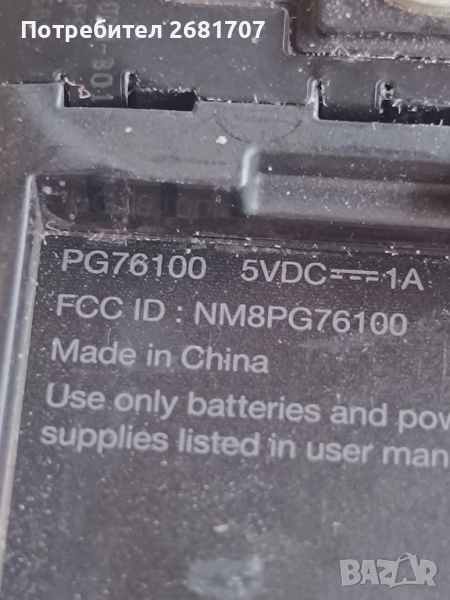 Потребител 2681707
PG76100 5VDC⎓1A
FCC ID : NM8PG76100
Made in China
Use only batteries and pow
supplies listed in user man
BAZAR